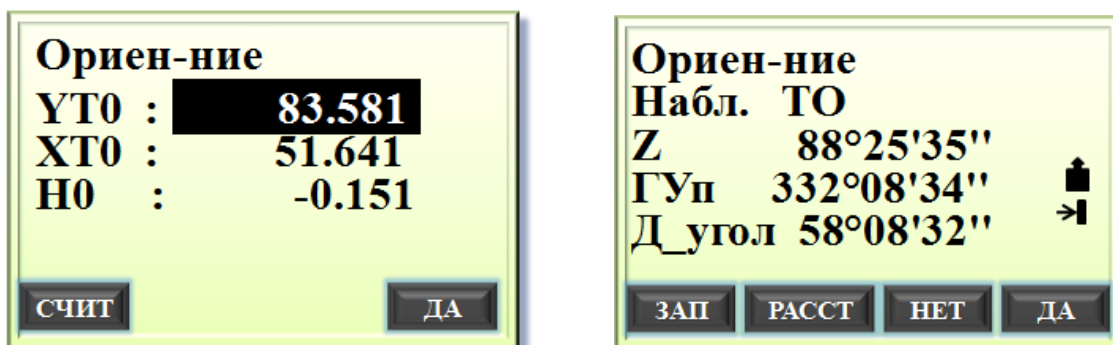 Ориен-ние
YT0 : 83.581
XT0 : 51.641
H0 : -0.151
СЧИТ ДА
Ориен-ние
Набл. ТО
Z 88°25'35''
ГУп 332°08'34''
Д_угол 58°08'32''
ЗАП РАССТ НЕТ ДА